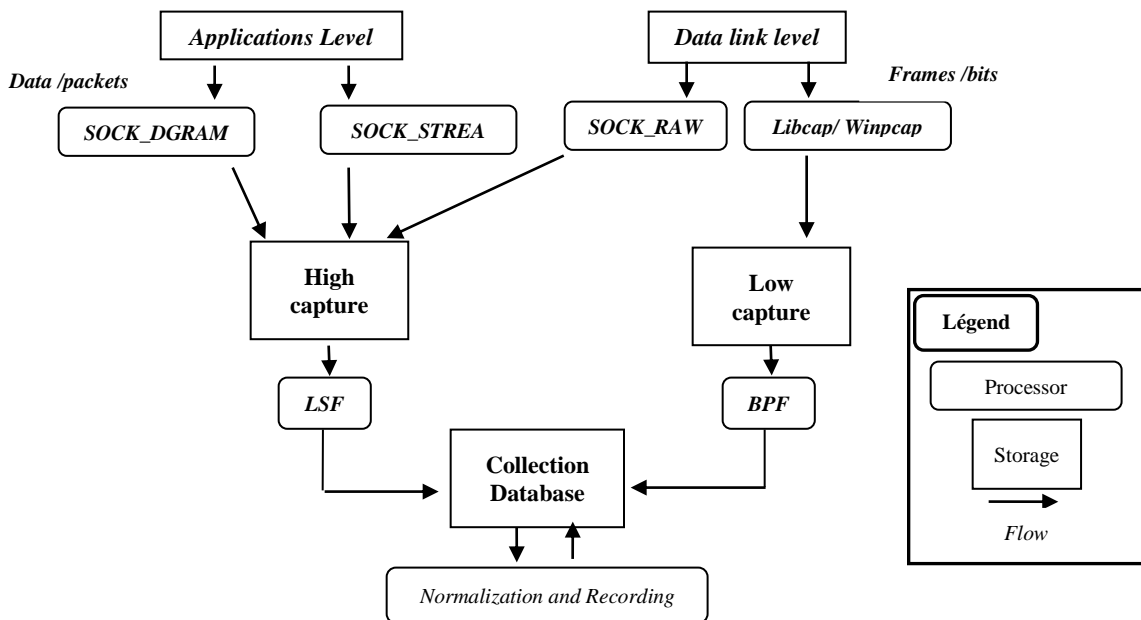 Applications Level
Data link level
Data /packets
Frames /bits
SOCK_DGRAM
SOCK_STREA
SOCK_RAW
Libcap/ Winpcap
High
capture
Low
capture
LSF
BPF
Collection
Database
Normalization and Recording
Légend
Processor
Storage
Flow